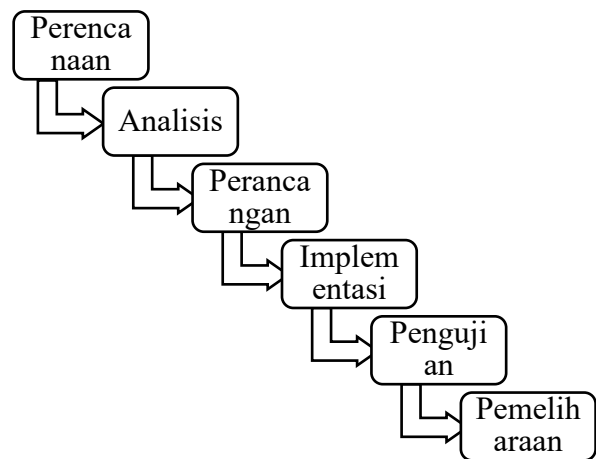 Perenca
naan
Analisis
Peranca
ngan
Implem
entasi
Penguji
an
Pemelih
araan